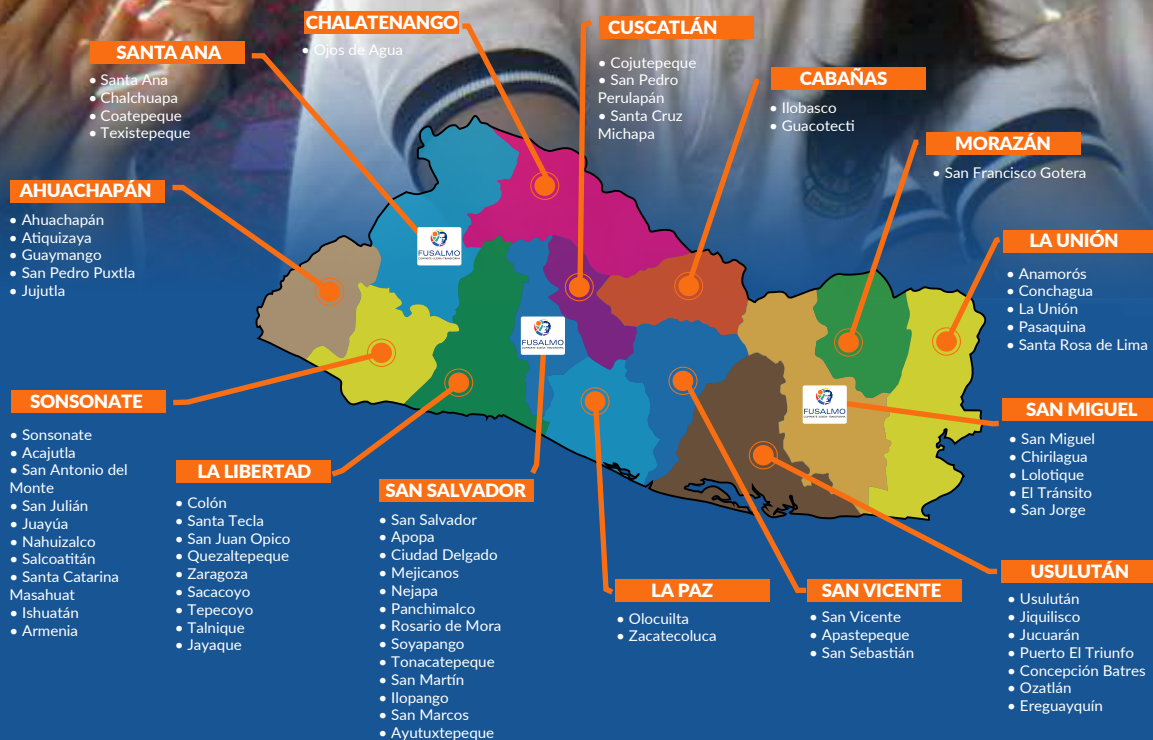 CHALATENANGO
• Ojos de Agua
SANTA ANA
• Santa Ana
• Chalchuapa
• Coatepeque
• Texistepeque
CUSCATLÁN
• Cojutepeque
• San Pedro
Perulapán
• Santa Cruz
Michapa
CABAÑAS
• Ilobasco
• Guacotecti
MORAZÁN
• San Francisco Gotera
AHUACHAPÁN
• Ahuachapán
• Atiquizaya
• Guaymango
• San Pedro Puxtla
• Jujutla
LA UNIÓN
• Anamorós
• Conchagua
• La Unión
• Pasaquina
• Santa Rosa de Lima
FUSALMO
FUSALMO
FUSALMO
SONSONATE
• Sonsonate
• Acajutla
• San Antonio del
Monte
• San Julián
• Juayúa
• Nahuizalco
• Salcoatitán
• Santa Catarina
Masahuat
• Ishuatán
• Armenia
LA LIBERTAD
• Colón
• Santa Tecla
• San Juan Opico
• Quezaltepeque
• Zaragoza
• Sacacoyo
• Tepecoyo
• Talnique
• Jayaque
SAN SALVADOR
• San Salvador
• Apopa
• Ciudad Delgado
• Mejicanos
• Nejapa
• Panchimalco
• Rosario de Mora
• Soyapango
• Tonacatepeque
• San Martín
• Ilopango
• San Marcos
• Ayutuxtepeque
SAN MIGUEL
• San Miguel
• Chirilagua
• Lolotique
• El Tránsito
• San Jorge
LA PAZ
• Olocuilta
• Zacatecoluca
SAN VICENTE
• San Vicente
• Apastepeque
• San Sebastián
USULUTÁN
• Usulután
• Jiquilisco
• Jucuarán
• Puerto El Triunfo
• Concepción Batres
• Ozatlán
• Ereguayquín